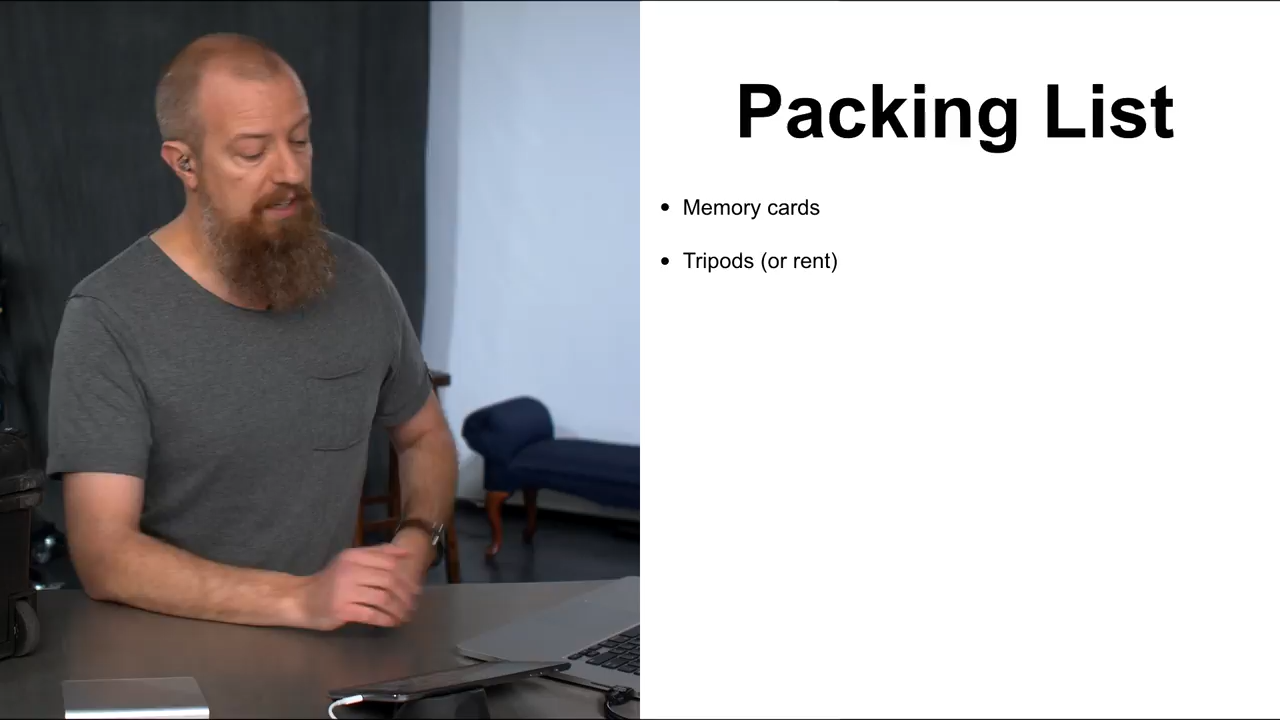 Packing List
• Memory cards
• Tripods (or rent)